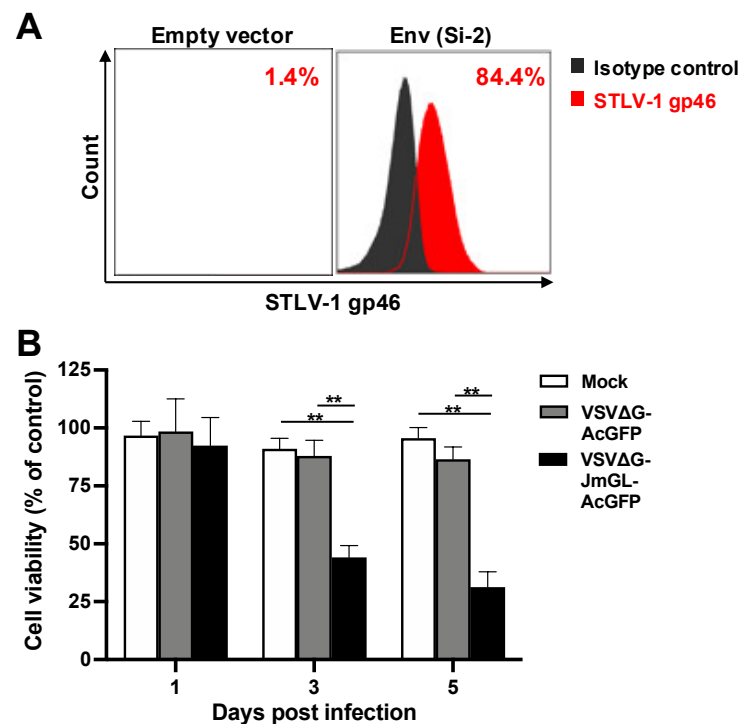 A
Empty vector
Env (Si-2)
1.4%
84.4%
Isotype control
STLV-1 gp46
Count
STLV-1 gp46
B
Cell viability (% of control)
125
100
75
50
25
0
**
**
**
**
1
3
5
Days post infection
Mock
VSVΔG-
AcGFP
VSVΔG-
JmGL-
AcGFP